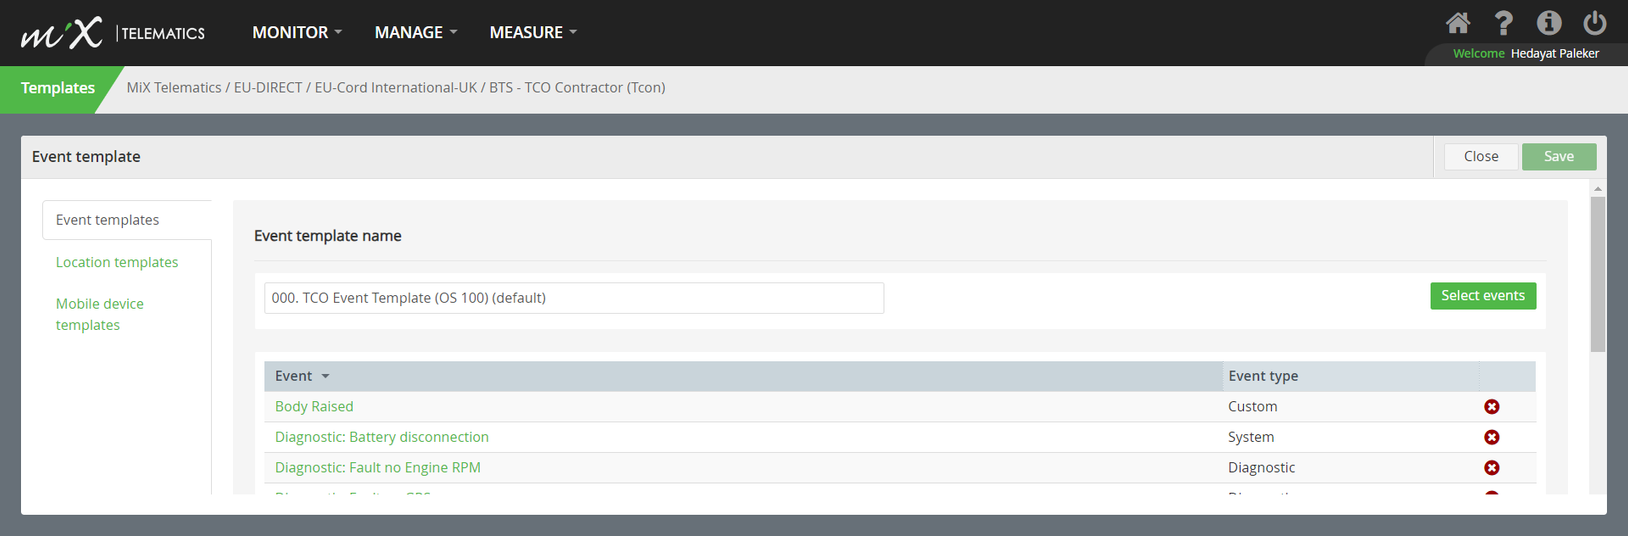 mix TELEMATICS MONITOR MANAGE MEASURE
Welcome Hedayat Paleker
Templates MiX Telematics / EU-DIRECT / EU-Cord International-UK / BTS - TCO Contractor (Tcon)
Event template Close Save
Event templates
Location templates
Mobile device
templates
Event template name
000. TCO Event Template (OS 100) (default) Select events
Event Event type
Body Raised Custom
Diagnostic: Battery disconnection System
Diagnostic: Fault no Engine RPM Diagnostic